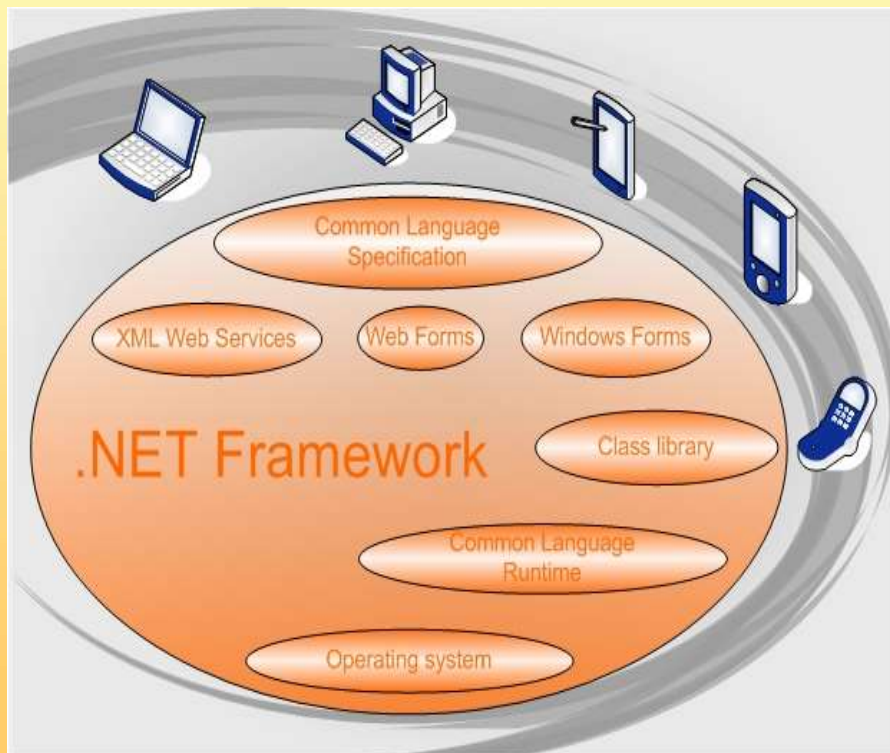 Common Language
Specification
XML Web Services
Web Forms
Windows Forms
.NET Framework
Class library
Common Language
Runtime
Operating system